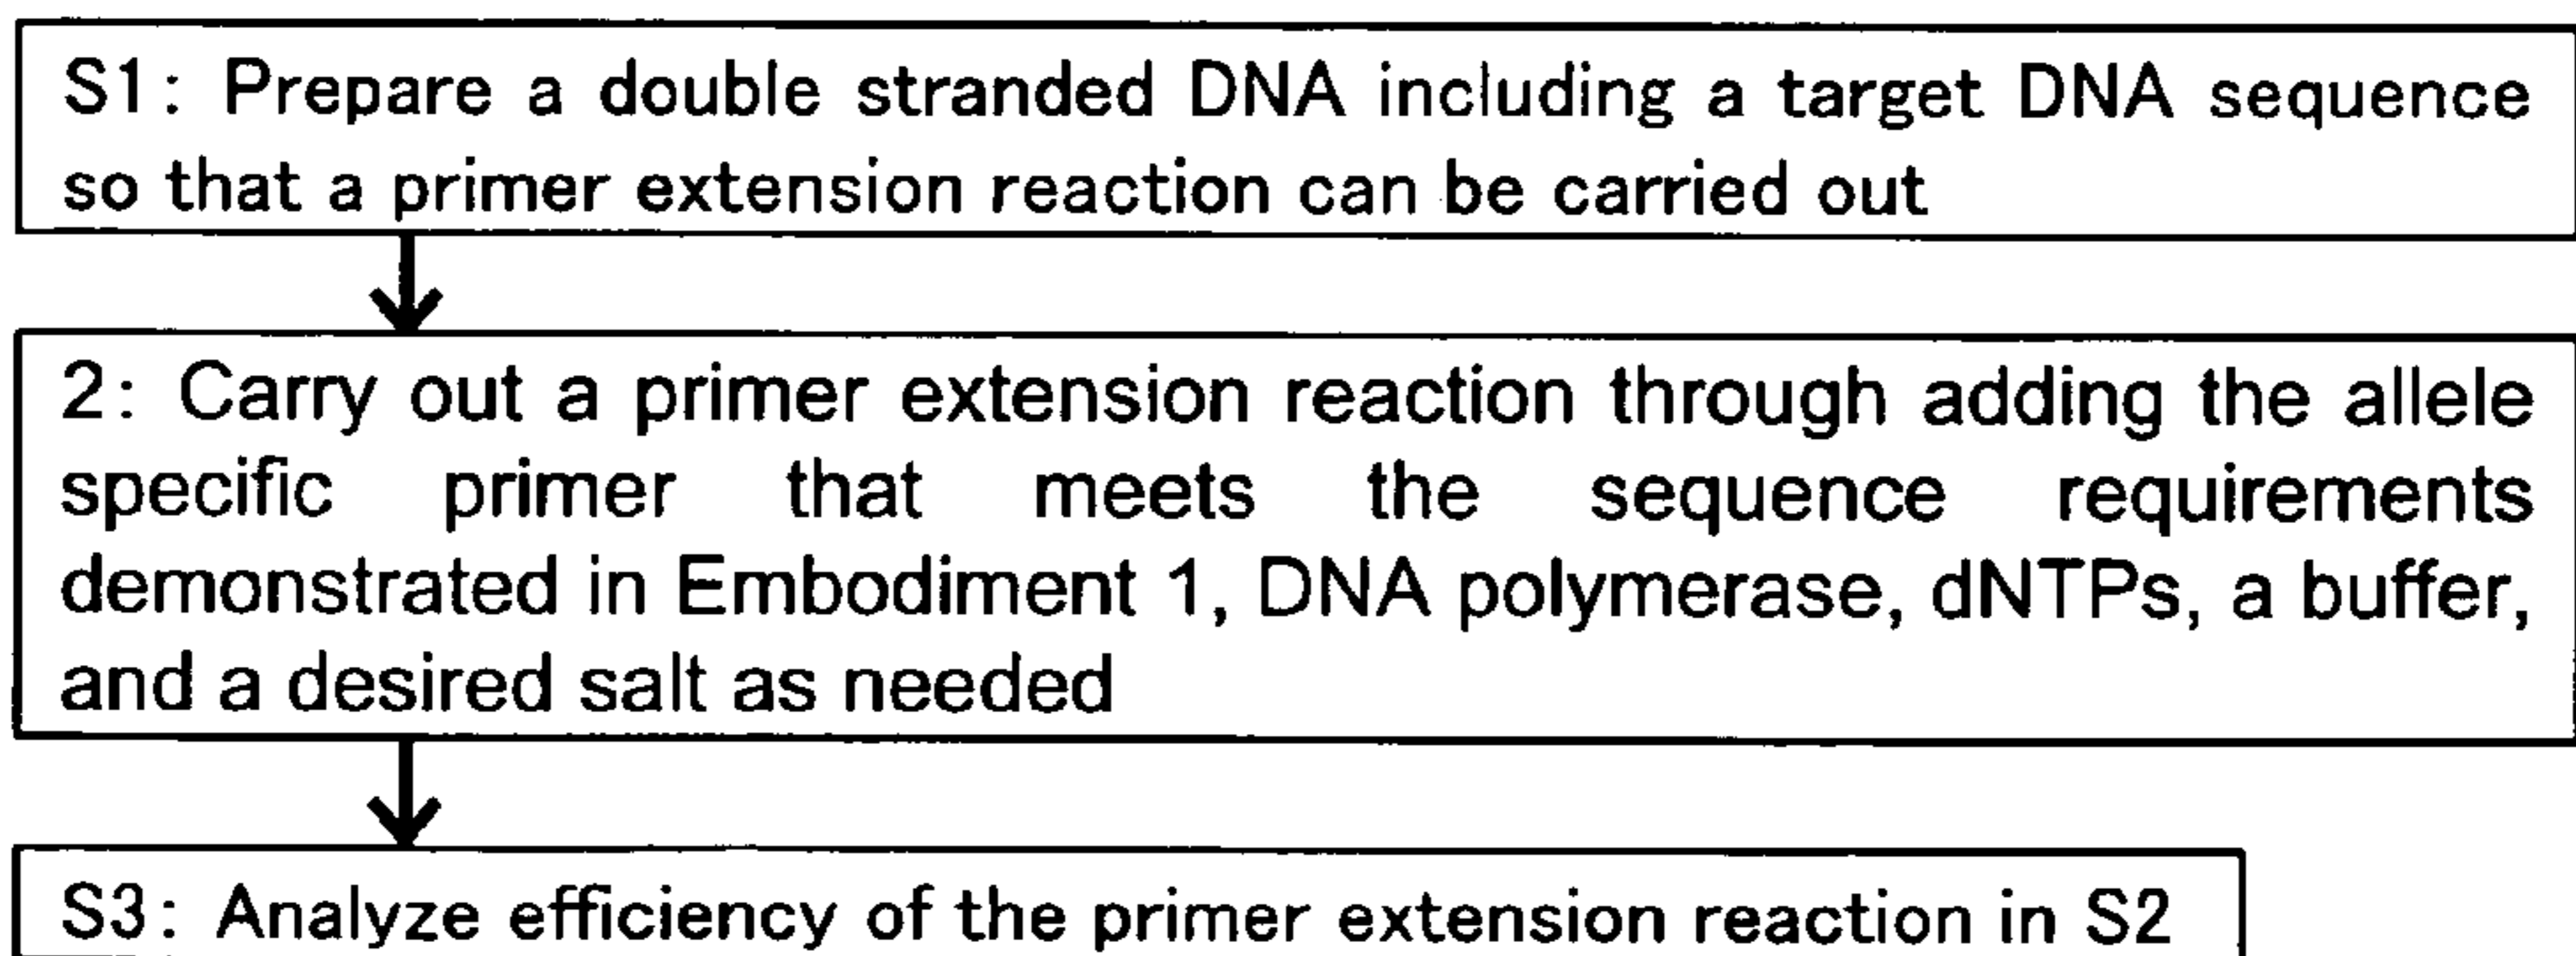 S1: Prepare a double stranded DNA including a target DNA sequence
so that a primer extension reaction can be carried out
2: Carry out a primer extension reaction through adding the allele
specific primer that meets the sequence requirements
demonstrated in Embodiment 1, DNA polymerase, dNTPs, a buffer,
and a desired salt as needed
S3: Analyze efficiency of the primer extension reaction in S2